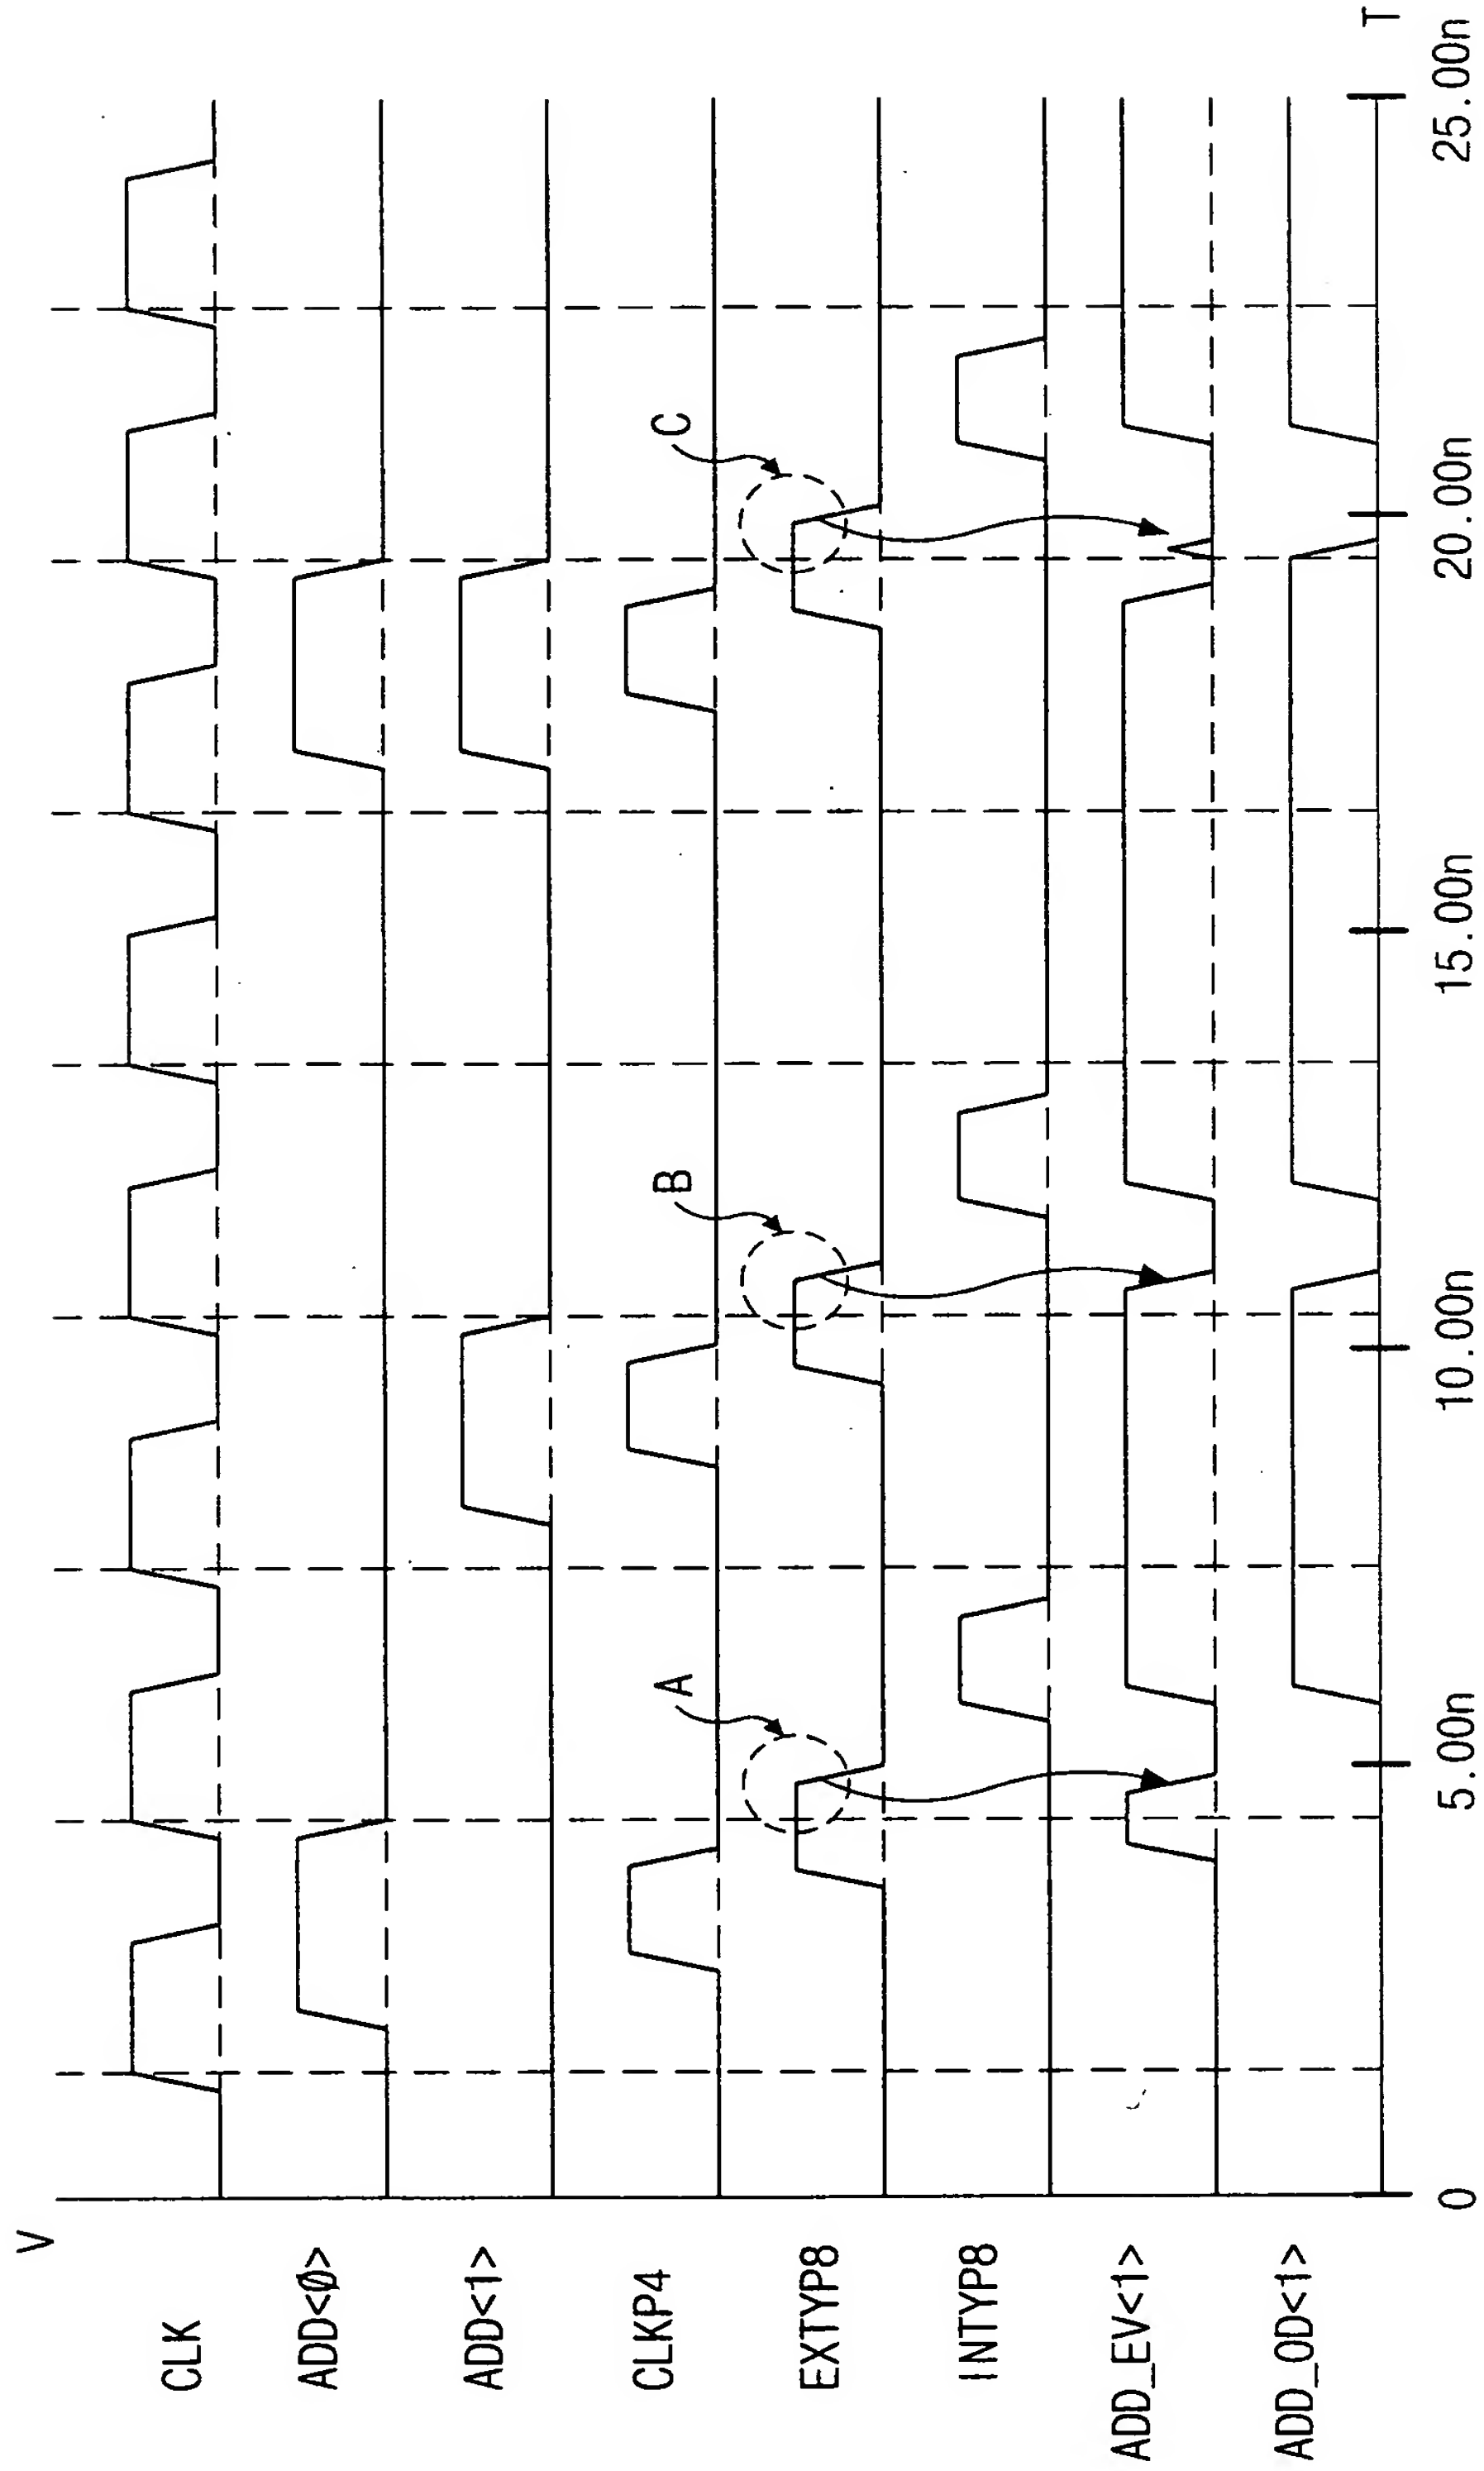 V
CLK
ADD<0>
ADD<1>
CLKP4
EXTYP8
INTYP8
ADD_EV<1>
ADD_OD<1>
A
B
C
0
5.00n
10.00n
15.00n
20.00n
25.00n
T